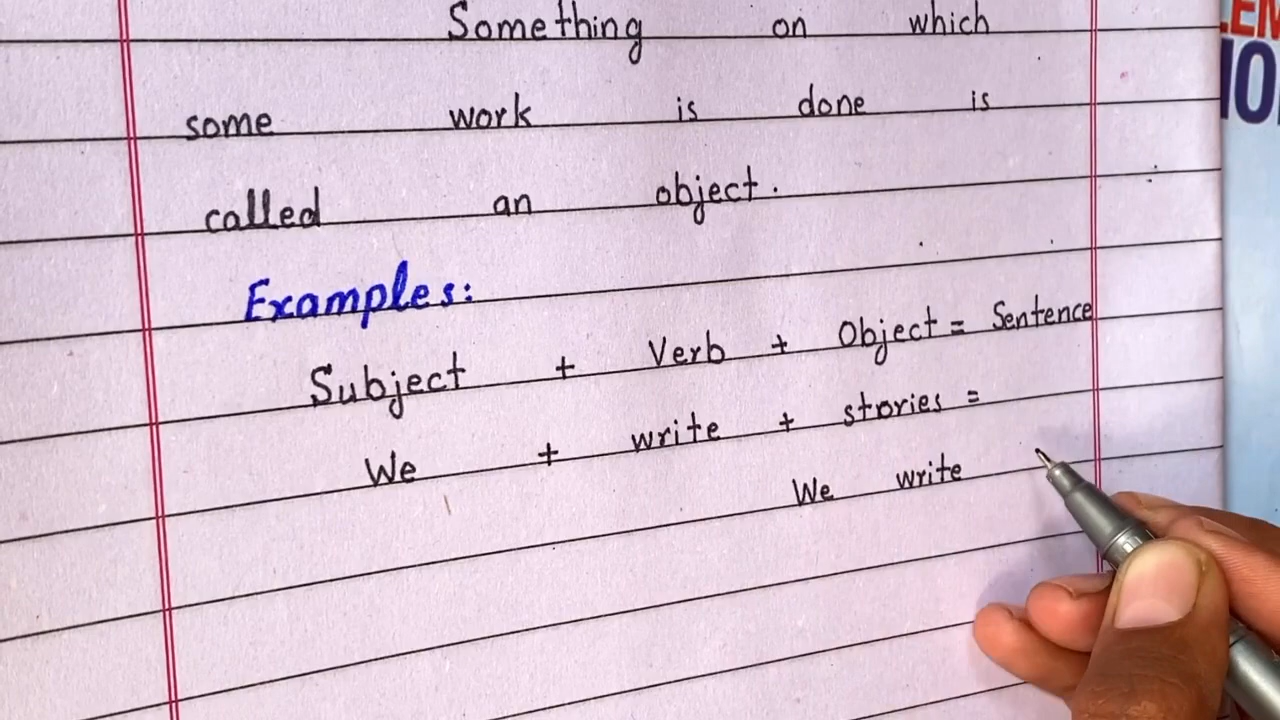 Something on which
some work is done is
called an object.
Examples:
Subject + Verb + Object = Sentence
We + write + stories =
We write